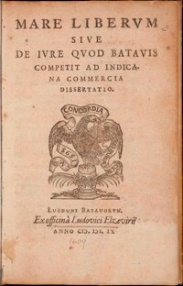 MARE LIBERVM
SIVE
DE IVRE QVOD BATAVIS
COMPETIT AD INDICA-
NA COMMERCIA
DISSERTATIO.
CONCORDIA
LVGDVNI BATAVORVM,
Ex officinâ Ludovici Elzevirij
ANNO